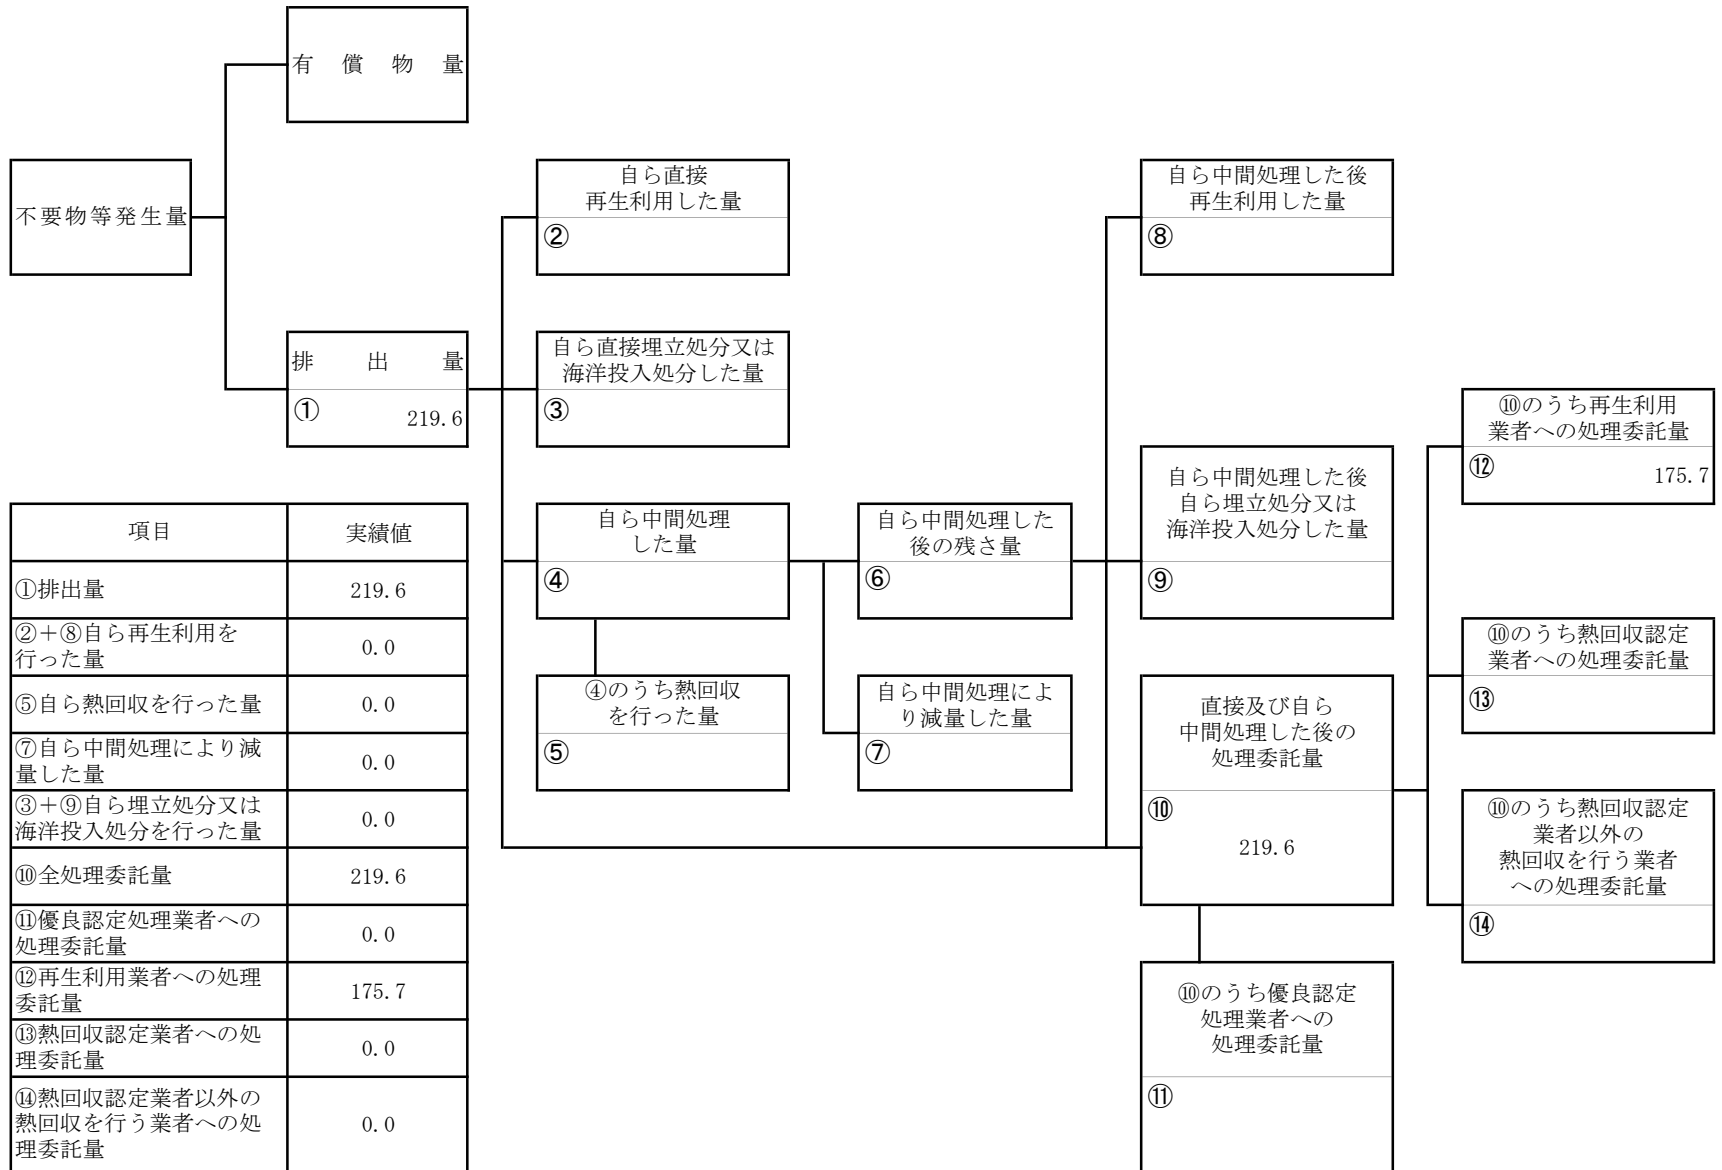 有償物量
不要物等発生量
排出量
①
219.6
自ら直接
再生利用した量
②
自ら直接埋立処分又は
海洋投入処分した量
③
自ら中間処理
した量
④
④のうち熱回収
を行った量
⑤
自ら中間処理した
後の残さ量
⑥
自ら中間処理によ
り減量した量
⑦
自ら中間処理した後
再生利用した量
⑧
自ら中間処理した後
自ら埋立処分又は
海洋投入処分した量
⑨
直接及び自ら
中間処理した後の
処理委託量
⑩
219.6
⑩のうち優良認定
処理業者への
処理委託量
⑪
⑩のうち再生利用
業者への処理委託量
⑫
175.7
⑩のうち熱回収認定
業者への処理委託量
⑬
⑩のうち熱回収認定
業者以外の
熱回収を行う業者
への処理委託量
⑭
項目 実績値
①排出量 219.6
②＋⑧自ら再生利用を
行った量 0.0
⑤自ら熱回収を行った量 0.0
⑦自ら中間処理により減
量した量 0.0
③＋⑨自ら埋立処分又は
海洋投入処分を行った量 0.0
⑩全処理委託量 219.6
⑪優良認定処理業者への
処理委託量 0.0
⑫再生利用業者への処理
委託量 175.7
⑬熱回収認定業者への処
理委託量 0.0
⑭熱回収認定業者以外の
熱回収を行う業者への処
理委託量 0.0